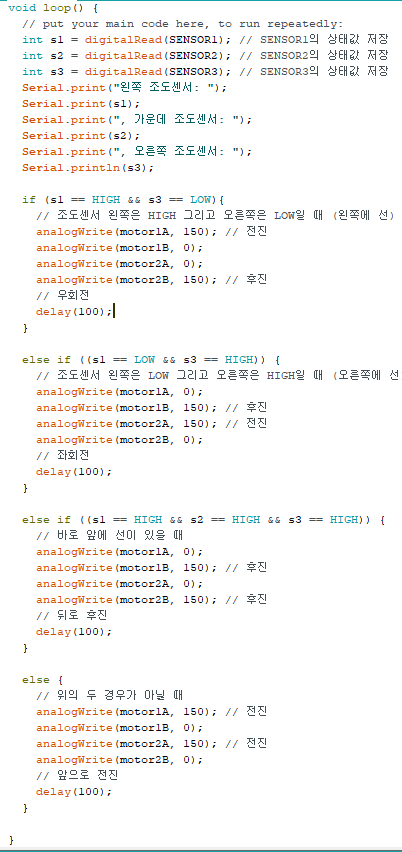 void loop() {
  // put your main code here, to run repeatedly:
  int s1 = digitalRead(SENSOR1); // SENSOR1의 상태값 저장
  int s2 = digitalRead(SENSOR2); // SENSOR2의 상태값 저장
  int s3 = digitalRead(SENSOR3); // SENSOR3의 상태값 저장
  Serial.print("왼쪽 조도센서: ");
  Serial.print(s1);
  Serial.print(", 가운데 조도센서: ");
  Serial.print(s2);
  Serial.print(", 오른쪽 조도센서: ");
  Serial.println(s3);

  if (s1 == HIGH && s3 == LOW){
    // 조도센서 왼쪽은 HIGH 그리고 오른쪽은 LOW일 때 (왼쪽에 선)
    analogWrite(motor1A, 150); // 전진
    analogWrite(motor1B, 0);
    analogWrite(motor2A, 0);
    analogWrite(motor2B, 150); // 후진
    // 우회전
    delay(100);
  }

  else if ((s1 == LOW && s3 == HIGH)) {
    // 조도센서 왼쪽은 LOW 그리고 오른쪽은 HIGH일 때 (오른쪽에 선
    analogWrite(motor1A, 0);
    analogWrite(motor1B, 150); // 후진
    analogWrite(motor2A, 150); // 전진
    analogWrite(motor2B, 0);
    // 좌회전
    delay(100);
  }

  else if ((s1 == HIGH && s2 == HIGH && s3 == HIGH)) {
    // 바로 앞에 선이 있을 때
    analogWrite(motor1A, 0);
    analogWrite(motor1B, 150); // 후진
    analogWrite(motor2A, 0);
    analogWrite(motor2B, 150); // 후진
    // 뒤로 후진
    delay(100);
  }

  else {
    // 위의 두 경우가 아닐 때
    analogWrite(motor1A, 150); // 전진
    analogWrite(motor1B, 0);
    analogWrite(motor2A, 150); // 전진
    analogWrite(motor2B, 0);
    // 앞으로 전진
    delay(100);
  }

}